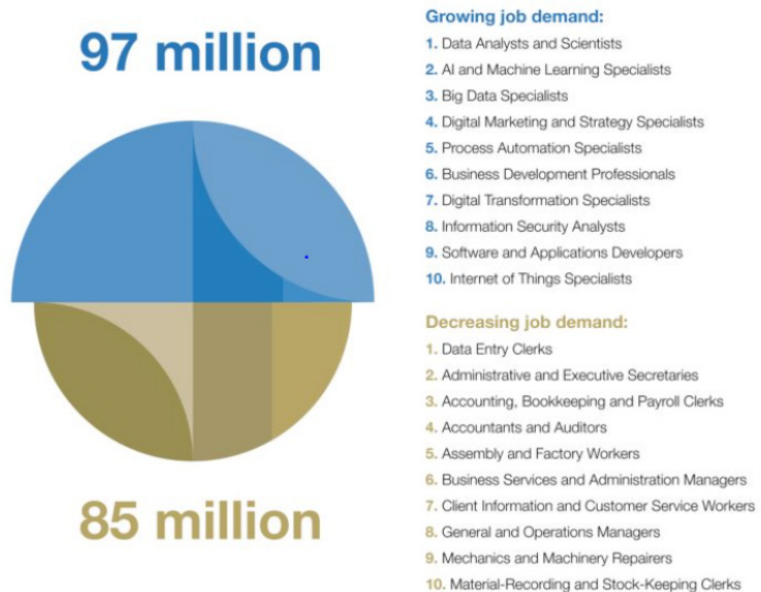 97 million
85 million
Growing job demand:
1. Data Analysts and Scientists
2. AI and Machine Learning Specialists
3. Big Data Specialists
4. Digital Marketing and Strategy Specialists
5. Process Automation Specialists
6. Business Development Professionals
7. Digital Transformation Specialists
8. Information Security Analysts
9. Software and Applications Developers
10. Internet of Things Specialists
Decreasing job demand:
1. Data Entry Clerks
2. Administrative and Executive Secretaries
3. Accounting, Bookkeeping and Payroll Clerks
4. Accountants and Auditors
5. Assembly and Factory Workers
6. Business Services and Administration Managers
7. Client Information and Customer Service Workers
8. General and Operations Managers
9. Mechanics and Machinery Repairers
10. Material-Recording and Stock-Keeping Clerks